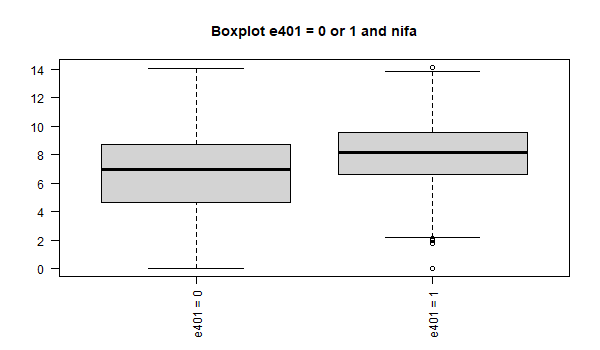 Boxplot e401 = 0 or 1 and nifa
14
12
10
8
6
4
2
0
e401 = 0
e401 = 1